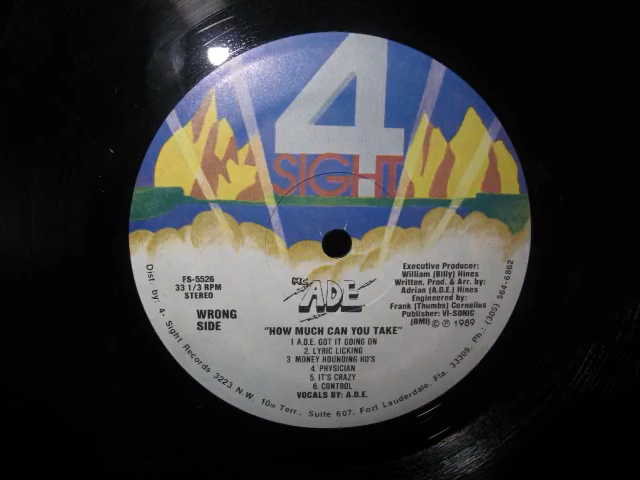 4
SIGHT
FS-5526
33 1/3 RPM
STEREO
WRONG
SIDE
MC
A.D.E.
Executive Producer:
William (Billy) Hines
Written, Prod. & Arr. by:
Adrian (A.D.E.) Hines
Engineered by:
Frank (Thumbs) Cornelius
Publisher: VI-SONIC
(BMI) © ℗ 1989
"HOW MUCH CAN YOU TAKE"
1 A.D.E. GOT IT GOING ON
2. LYRIC LICKING
3 MONEY HOUNDING HO'S
4. PHYSICIAN
5. IT'S CRAZY
6. CONTROL
VOCALS BY: A.D.E.
Dist. by: 4- Sight Records 3223 N.W. 10th Terr., Suite 607, Fort Lauderdale, Fla. 33309, Ph.: (305) 564-6862